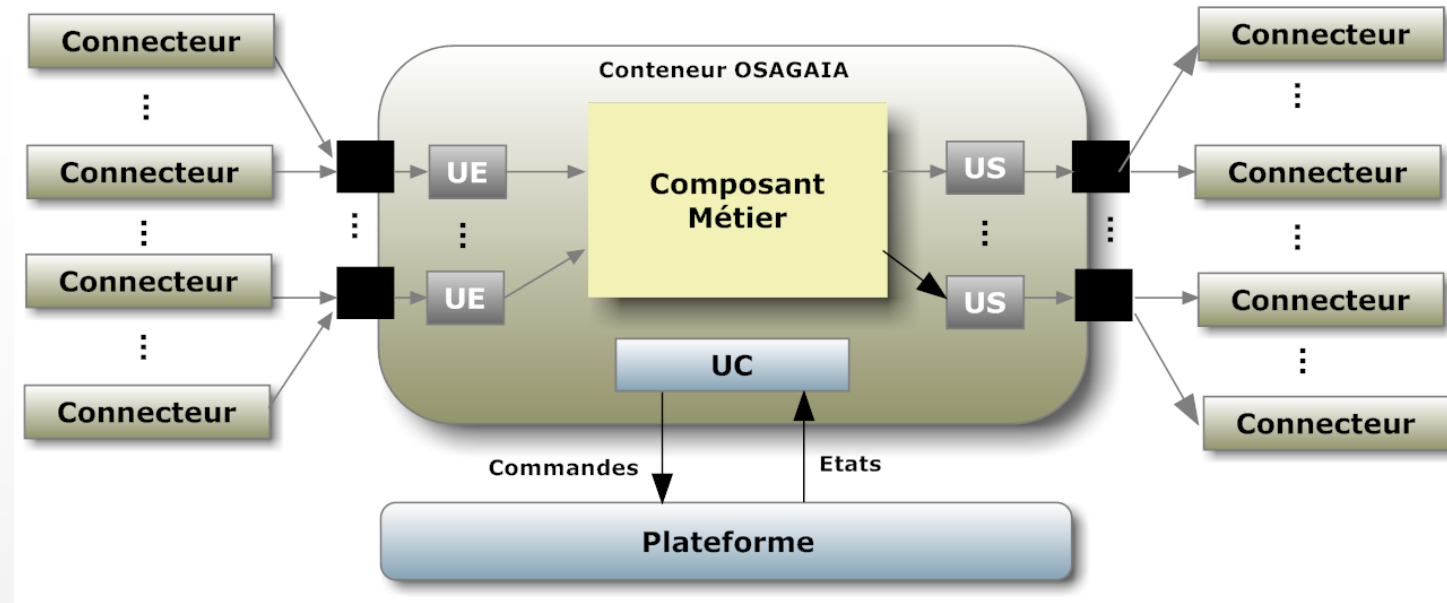 Connecteur
Connecteur
Connecteur
Connecteur
Conteneur OSAGAIA
UE
UE
Composant
Métier
US
US
UC
Connecteur
Connecteur
Connecteur
Connecteur
Commandes
Etats
Plateforme